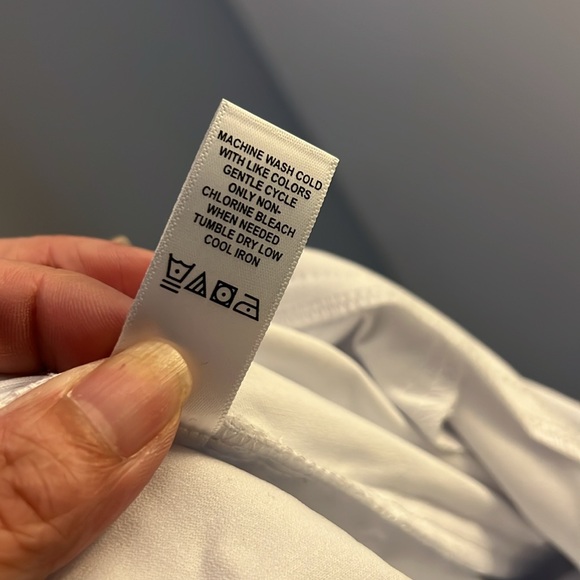 MACHINE WASH COLD
WITH LIKE COLORS
GENTLE CYCLE
ONLY NON-
CHLORINE BLEACH
WHEN NEEDED
TUMBLE DRY LOW
COOL IRON